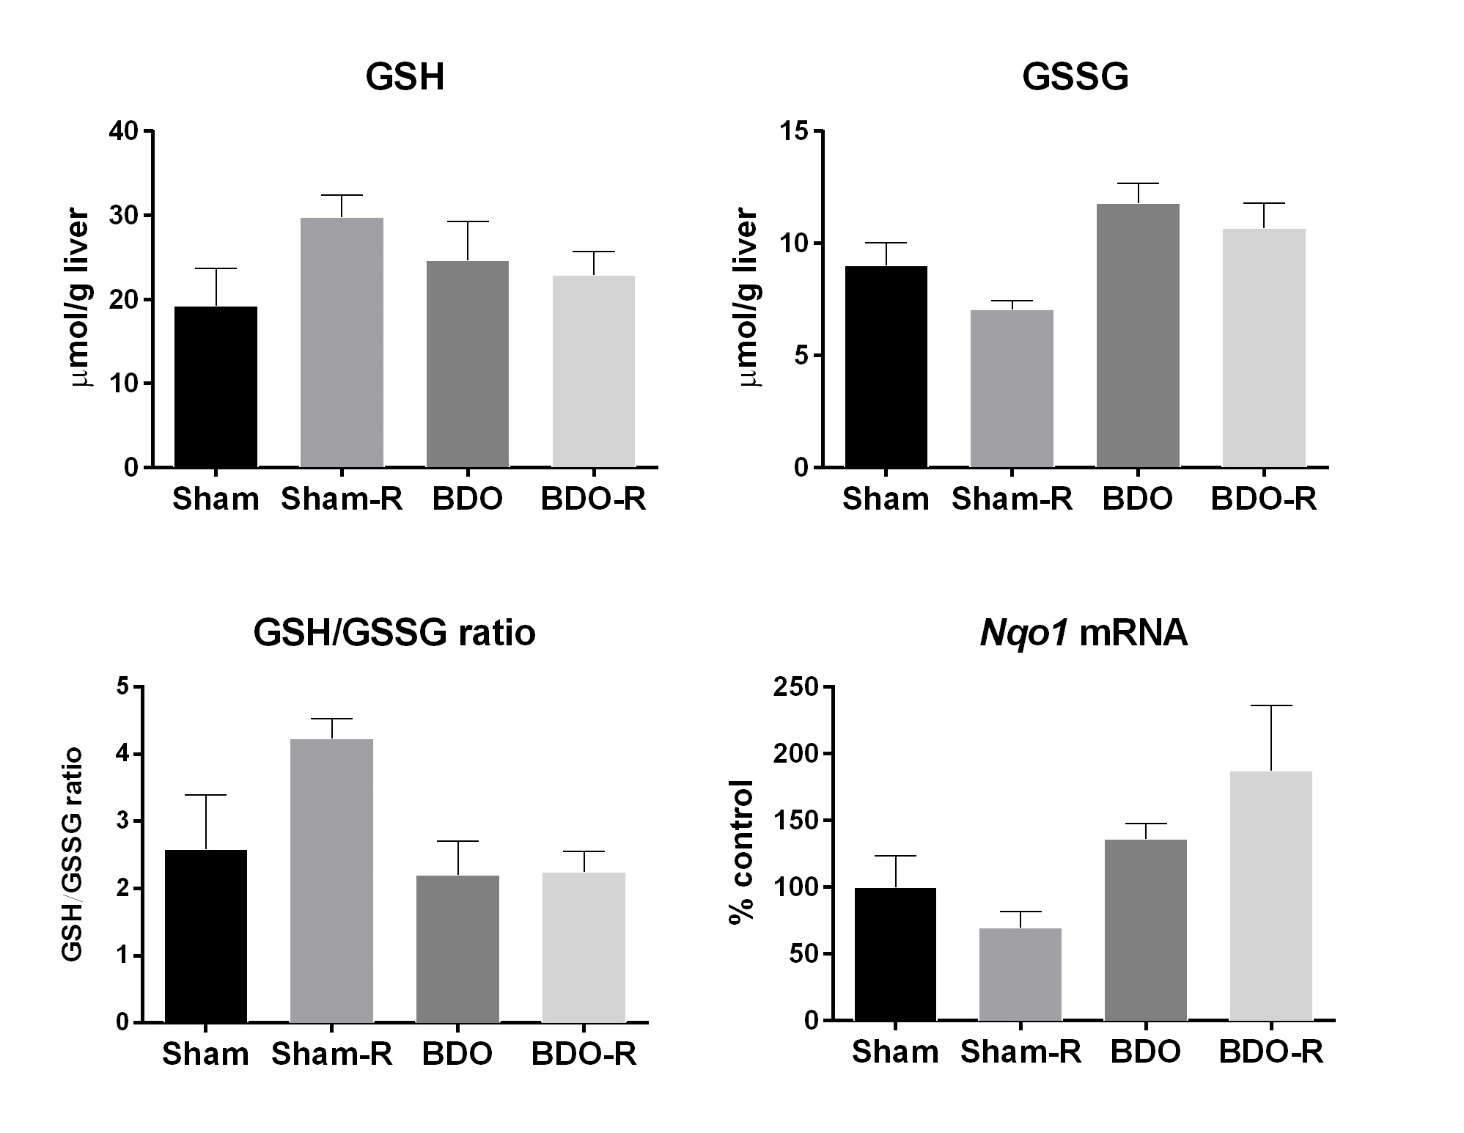 GSH
μmol/g liver
40
30
20
10
0
Sham Sham-R BDO BDO-R
GSSG
μmol/g liver
15
10
5
0
Sham Sham-R BDO BDO-R
GSH/GSSG ratio
GSH/GSSG ratio
5
4
3
2
1
0
Sham Sham-R BDO BDO-R
Nqo1 mRNA
% control
250
200
150
100
50
0
Sham Sham-R BDO BDO-R